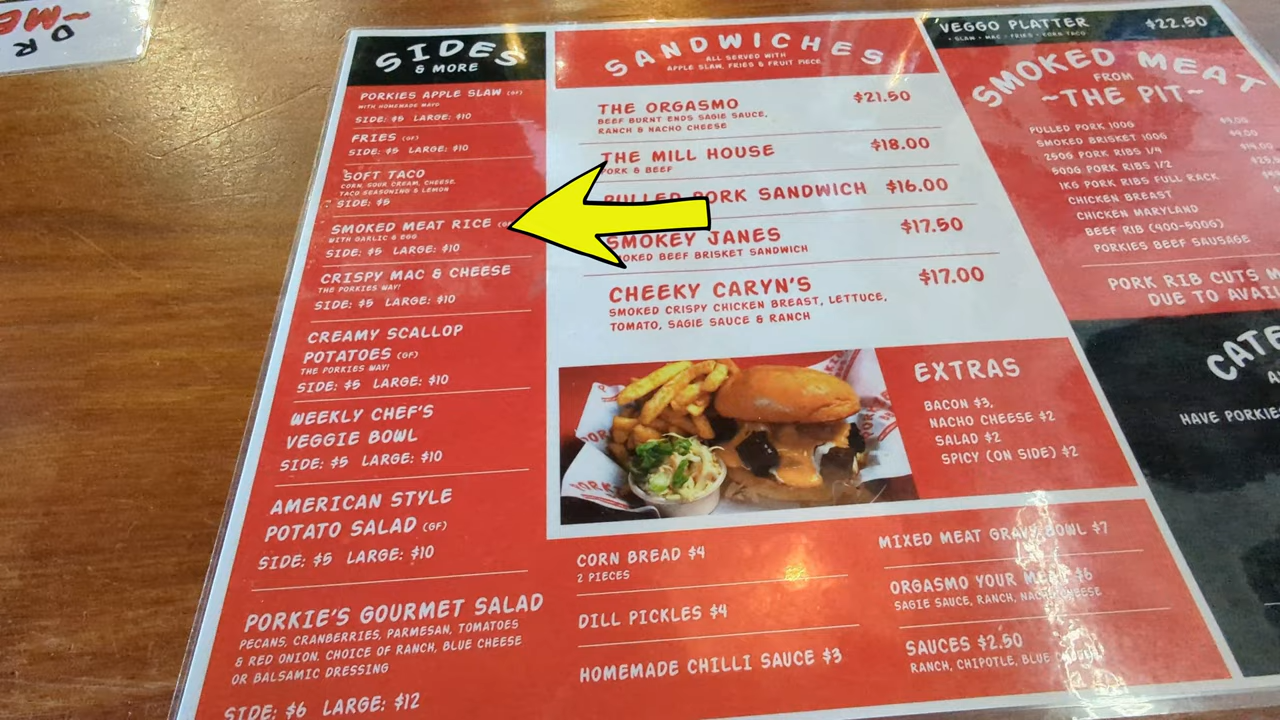 SIDES
& MORE
PORKIES APPLE SLAW (GF)
WITH HOMEMADE MAYO
SIDE: $5 LARGE: $10
FRIES (GF)
SIDE: $5 LARGE: $10
SOFT TACO
CORN, SOUR CREAM, CHEESE,
TACO SEASONING & LEMON
SIDE: $5
SMOKED MEAT RICE
WITH GARLIC & EGG
SIDE: $5 LARGE: $10
CRISPY MAC & CHEESE
THE PORKIES WAY!
SIDE: $5 LARGE: $10
CREAMY SCALLOP
POTATOES (GF)
THE PORKIES WAY!
SIDE: $5 LARGE: $10
WEEKLY CHEF'S
VEGGIE BOWL
SIDE: $5 LARGE: $10
AMERICAN STYLE
POTATO SALAD (GF)
SIDE: $5 LARGE: $10
PORKIE'S GOURMET SALAD
PECANS, CRANBERRIES, PARMESAN, TOMATOES
& RED ONION. CHOICE OF RANCH, BLUE CHEESE
OR BALSAMIC DRESSING
SIDE: $6 LARGE: $12
SANDWICHES
ALL SERVED WITH
APPLE SLAW, FRIES & FRUIT PIECE.
THE ORGASMO $21.50
BEEF BURNT ENDS SAGIE SAUCE,
RANCH & NACHO CHEESE
THE MILL HOUSE $18.00
PORK & BEEF
PULLED PORK SANDWICH $16.00
SMOKEY JANES $17.50
SMOKED BEEF BRISKET SANDWICH
CHEEKY CARYN'S $17.00
SMOKED CRISPY CHICKEN BREAST, LETTUCE,
TOMATO, SAGIE SAUCE & RANCH
EXTRAS
BACON $3,
NACHO CHEESE $2
SALAD $2
SPICY (ON SIDE) $2
CORN BREAD $4
2 PIECES
DILL PICKLES $4
HOMEMADE CHILLI SAUCE $3
MIXED MEAT GRAVY BOWL $7
ORGASMO YOUR MEAT $6
SAGIE SAUCE, RANCH, NACHO CHEESE
SAUCES $2.50
RANCH, CHIPOTLE, BLUE
'VEGGO PLATTER $22.50
SLAW • MAC • FRIES • CORN TACO
SMOKED MEAT
FROM
~THE PIT~
PULLED PORK 100G $9.00
SMOKED BRISKET 100G $9.00
250G PORK RIBS 1/4 $14.00
500G PORK RIBS 1/2
1KG PORK RIBS FULL RACK
CHICKEN BREAST
CHICKEN MARYLAND
BEEF RIB (400-500G)
PORKIES BEEF SAUSAGE
PORK RIB CUTS M
DUE TO AVAI
CATE
HAVE PORKIE